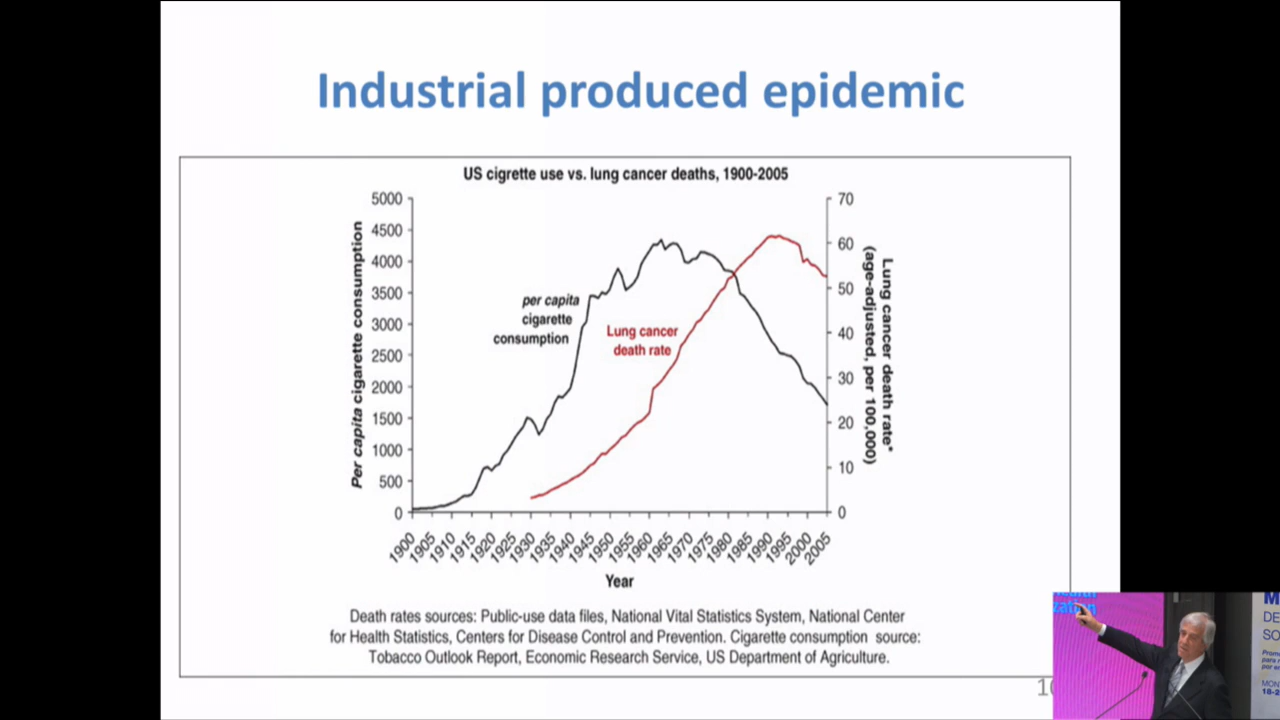 Industrial produced epidemic
US cigrette use vs. lung cancer deaths, 1900-2005
5000
4500
4000
3500
3000
2500
2000
1500
1000
500
0
Per capita cigarette consumption
per capita
cigarette
consumption
Lung cancer
death rate
70
60
50
40
30
20
10
0
Lung cancer death rate*
(age-adjusted, per 100,000)
1900 1905 1910 1915 1920 1925 1930 1935 1940 1945 1950 1955 1960 1965 1970 1975 1980 1985 1990 1995 2000 2005
Year
Death rates sources: Public-use data files, National Vital Statistics System, National Center
for Health Statistics, Centers for Disease Control and Prevention. Cigarette consumption source:
Tobacco Outlook Report, Economic Research Service, US Department of Agriculture.